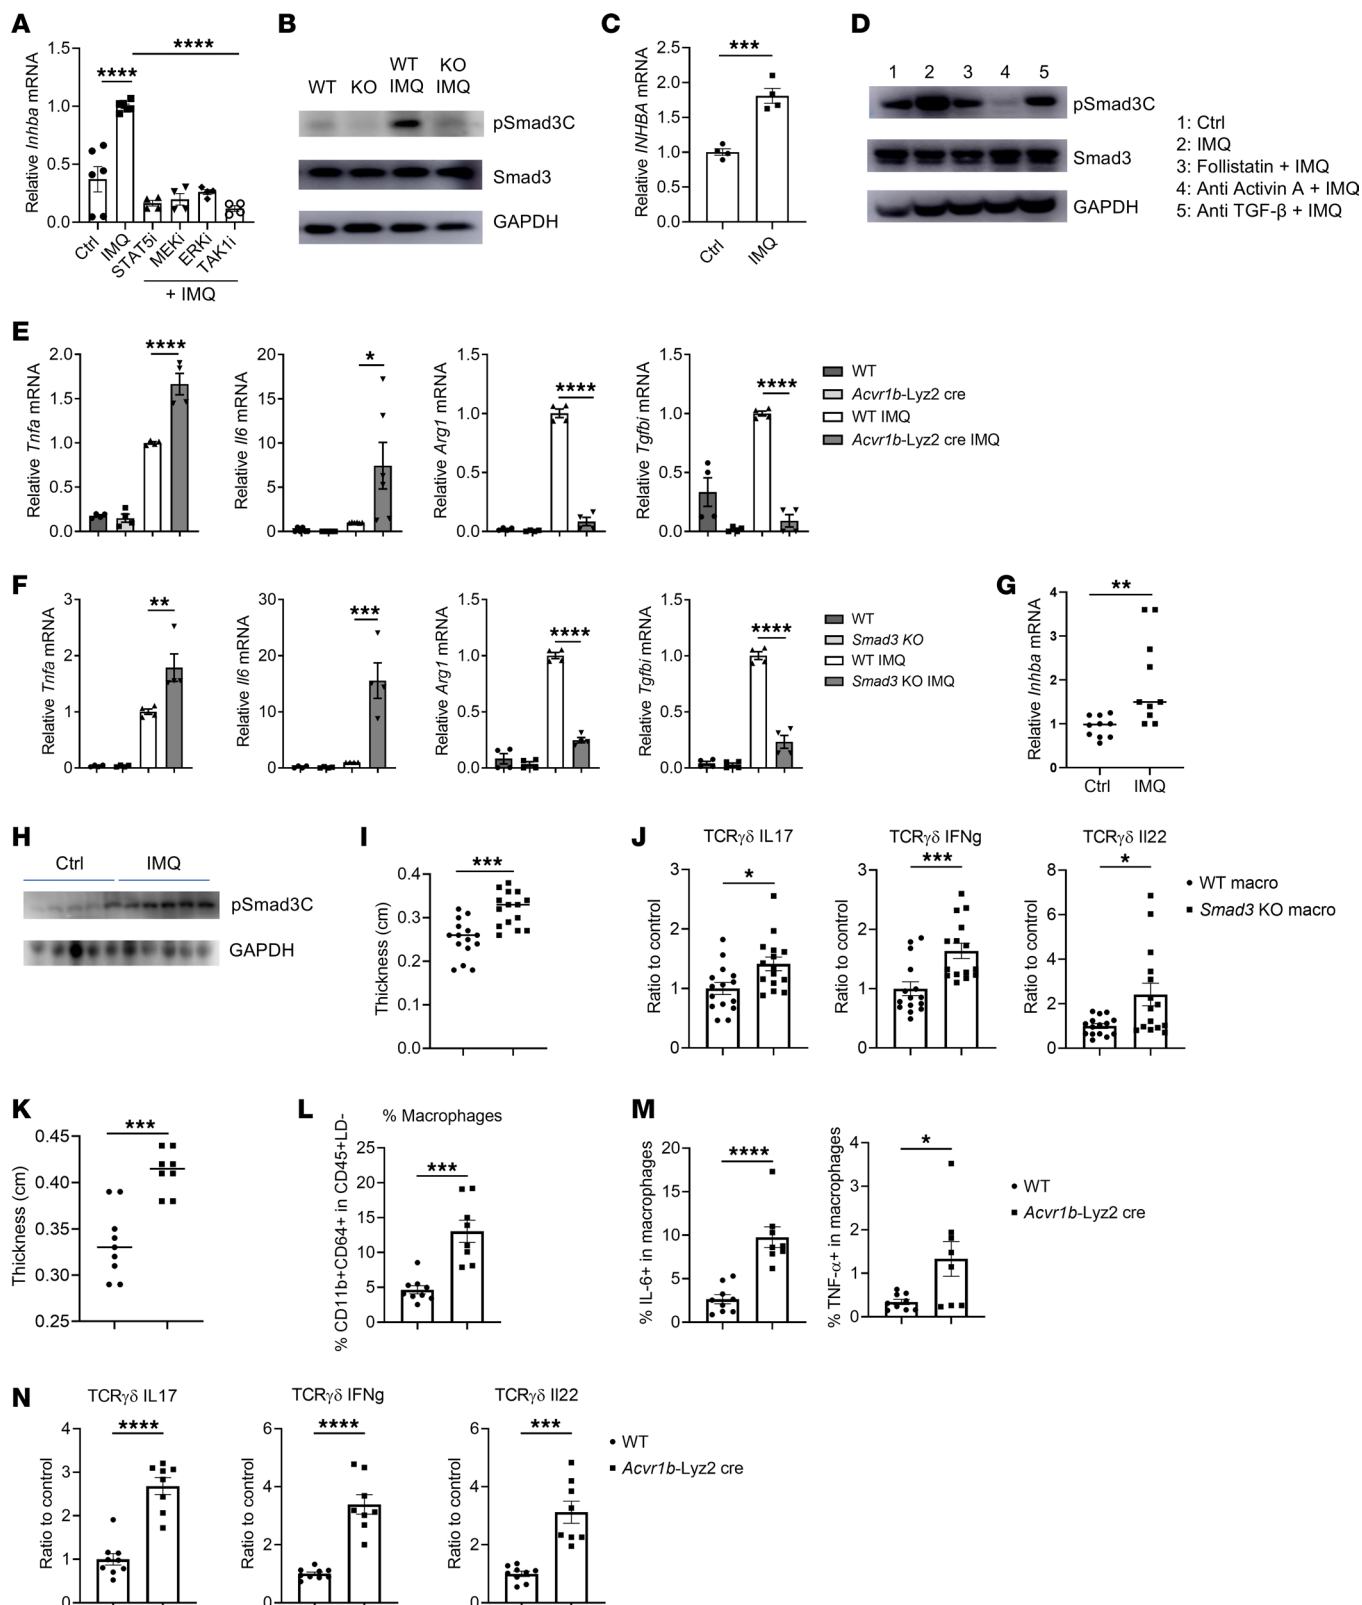 A
Relative Inhba mRNA
1.5
1.0
0.5
0.0
****
****
Ctrl
IMQ
STAT5i
MEKi
ERKi
TAK1i
+ IMQ
B
WT
KO
WT
IMQ
KO
IMQ
pSmad3C
Smad3
GAPDH
C
Relative INHBA mRNA
2.5
2.0
1.5
1.0
0.5
0.0
***
Ctrl
IMQ
D
1 2 3 4 5
pSmad3C
Smad3
GAPDH
1: Ctrl
2: IMQ
3: Follistatin + IMQ
4: Anti Activin A + IMQ
5: Anti TGF-β + IMQ
E
Relative Tnfa mRNA
2.0
1.5
1.0
0.5
0.0
****
Relative Il6 mRNA
20
15
10
5
0
*
Relative Arg1 mRNA
1.5
1.0
0.5
0.0
****
Relative Tgfbi mRNA
1.5
1.0
0.5
0.0
****
WT
Acvr1b-Lyz2 cre
WT IMQ
Acvr1b-Lyz2 cre IMQ
F
Relative Tnfa mRNA
3
2
1
0
**
Relative Il6 mRNA
30
20
10
0
***
Relative Arg1 mRNA
1.5
1.0
0.5
0.0
****
Relative Tgfbi mRNA
1.5
1.0
0.5
0.0
****
WT
Smad3 KO
WT IMQ
Smad3 KO IMQ
G
Relative Inhba mRNA
4
3
2
1
0
**
Ctrl
IMQ
H
Ctrl
IMQ
pSmad3C
GAPDH
I
Thickness (cm)
0.4
0.3
0.2
0.1
0.0
***
J
TCRγδ IL17
Ratio to control
3
2
1
0
*
TCRγδ IFNg
Ratio to control
3
2
1
0
***
TCRγδ Il22
Ratio to control
8
6
4
2
0
*
WT macro
Smad3 KO macro
K
Thickness (cm)
0.45
0.40
0.35
0.30
0.25
***
L
% Macrophages
% CD11b+CD64+ in CD45+LD-
25
20
15
10
5
0
***
M
% IL-6+ in macrophages
20
15
10
5
0
****
% TNF-α+ in macrophages
4
3
2
1
0
*
WT
Acvr1b-Lyz2 cre
N
TCRγδ IL17
Ratio to control
4
3
2
1
0
****
TCRγδ IFNg
Ratio to control
6
4
2
0
****
TCRγδ Il22
Ratio to control
6
4
2
0
***
WT
Acvr1b-Lyz2 cre